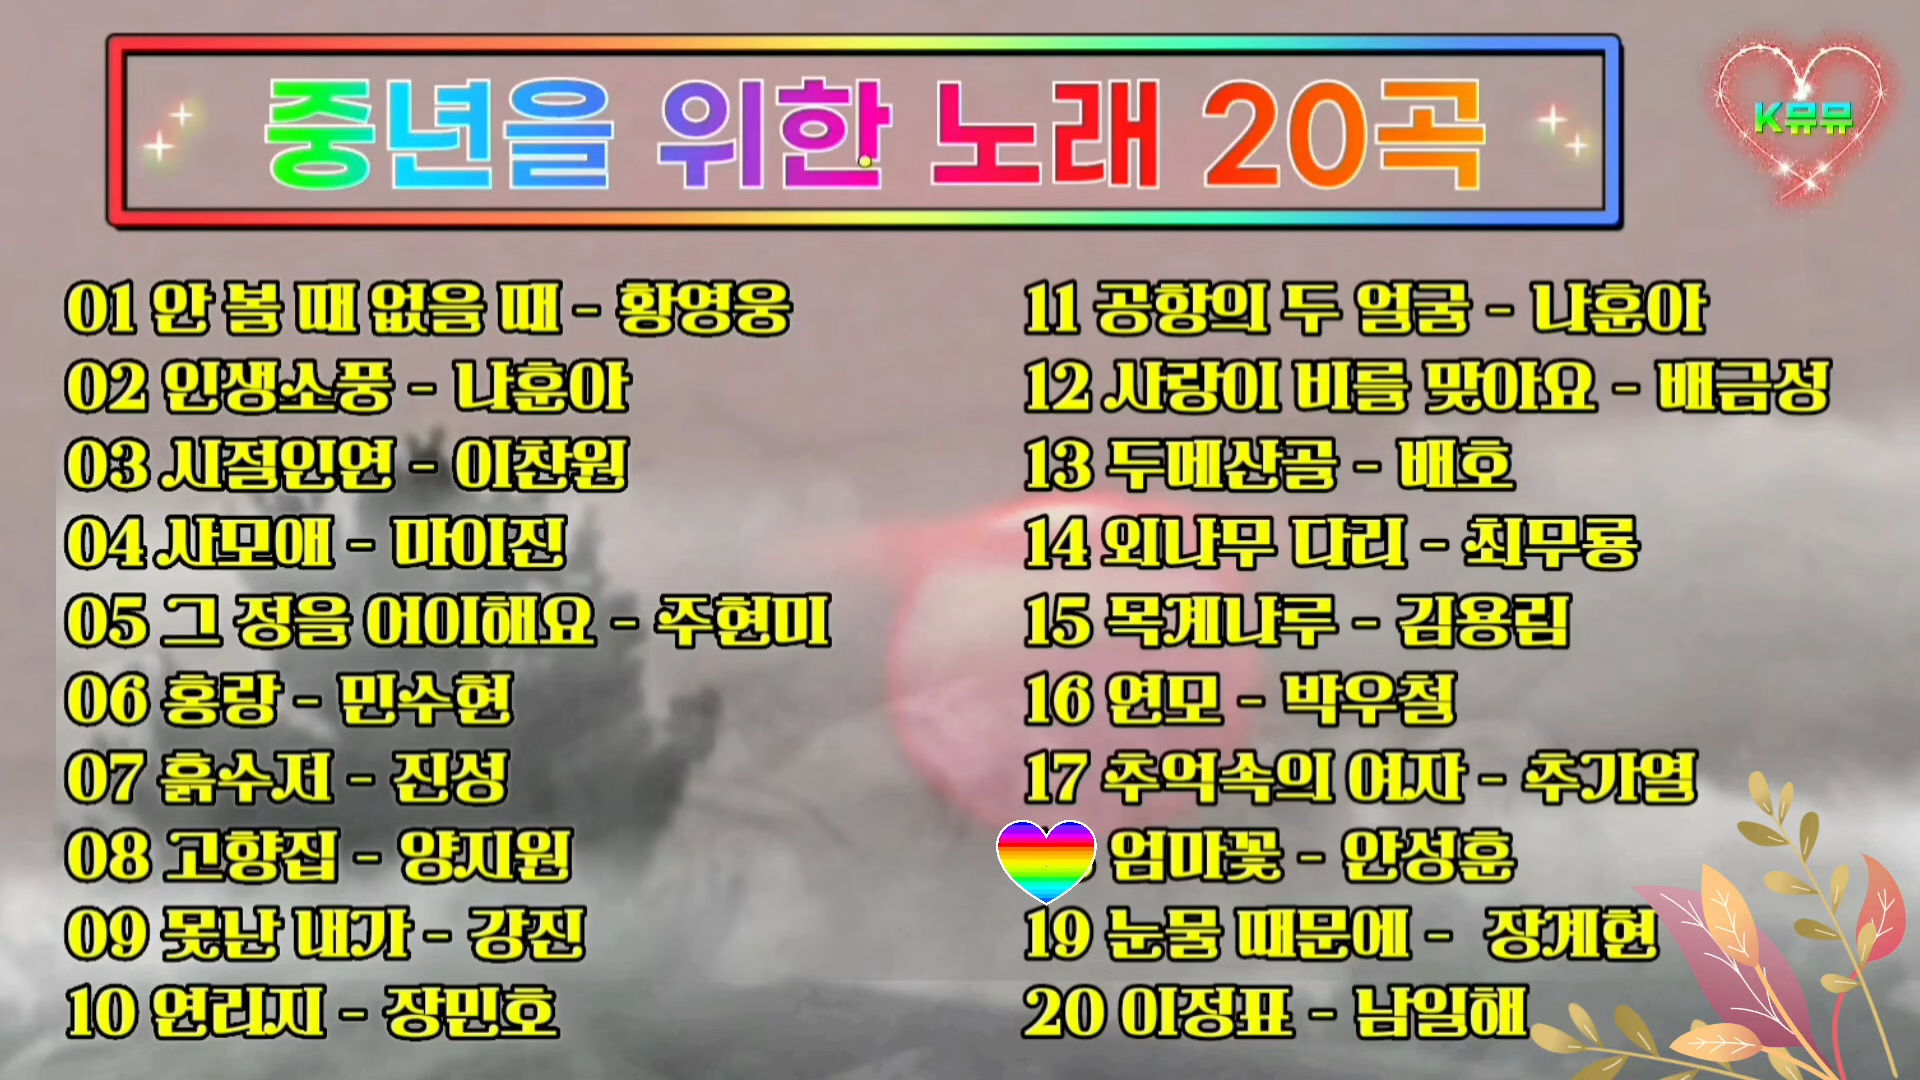 중년을 위한 노래 20곡
K뮤뮤
01 안 볼 때 없을 때 - 황영웅
02 인생소풍 - 나훈아
03 시절인연 - 이찬원
04 사모애 - 마이진
05 그 정을 어이해요 - 주현미
06 홍랑 - 민수현
07 흙수저 - 진성
08 고향집 - 양지원
09 못난 내가 - 강진
10 연리지 - 장민호
11 공항의 두 얼굴 - 나훈아
12 사랑이 비를 맞아요 - 배금성
13 두메산골 - 배호
14 외나무 다리 - 최무룡
15 목계나루 - 김용림
16 연모 - 박우철
17 추억속의 여자 - 추가열
엄마꽃 - 안성훈
19 눈물 때문에 - 장계현
20 이정표 - 남일해